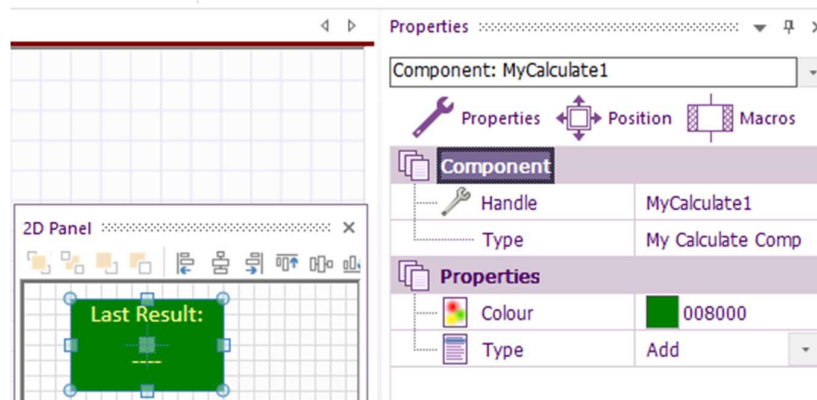 Properties
Component: MyCalculate1
Properties Position Macros
Component
Handle MyCalculate1
Type My Calculate Comp
Properties
Colour 008000
Type Add
2D Panel
Last Result:
----